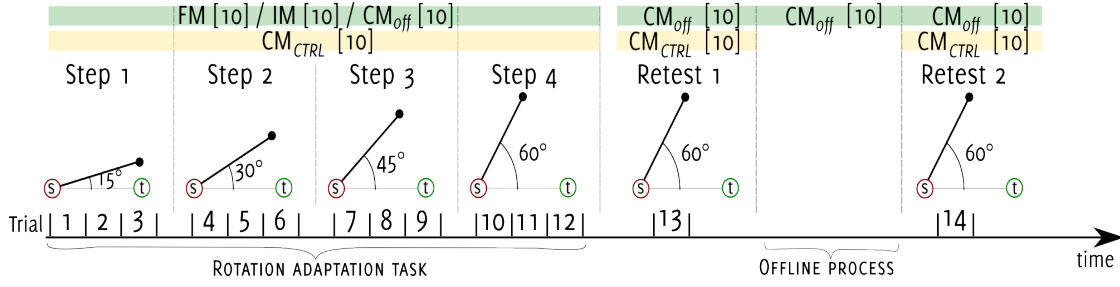 FM [10] / IM [10] / CMoff [10]
CMoff [10]
CMoff [10]
CMoff [10]
CMCTRL [10]
CMCTRL [10]
CMCTRL [10]
Step 1
Step 2
Step 3
Step 4
Retest 1
Retest 2
15°
30°
45°
60°
60°
60°
s t
s t
s t
s t
s t
s t
Trial 1 2 3 4 5 6 7 8 9 10 11 12 13 14
time
ROTATION ADAPTATION TASK
OFFLINE PROCESS